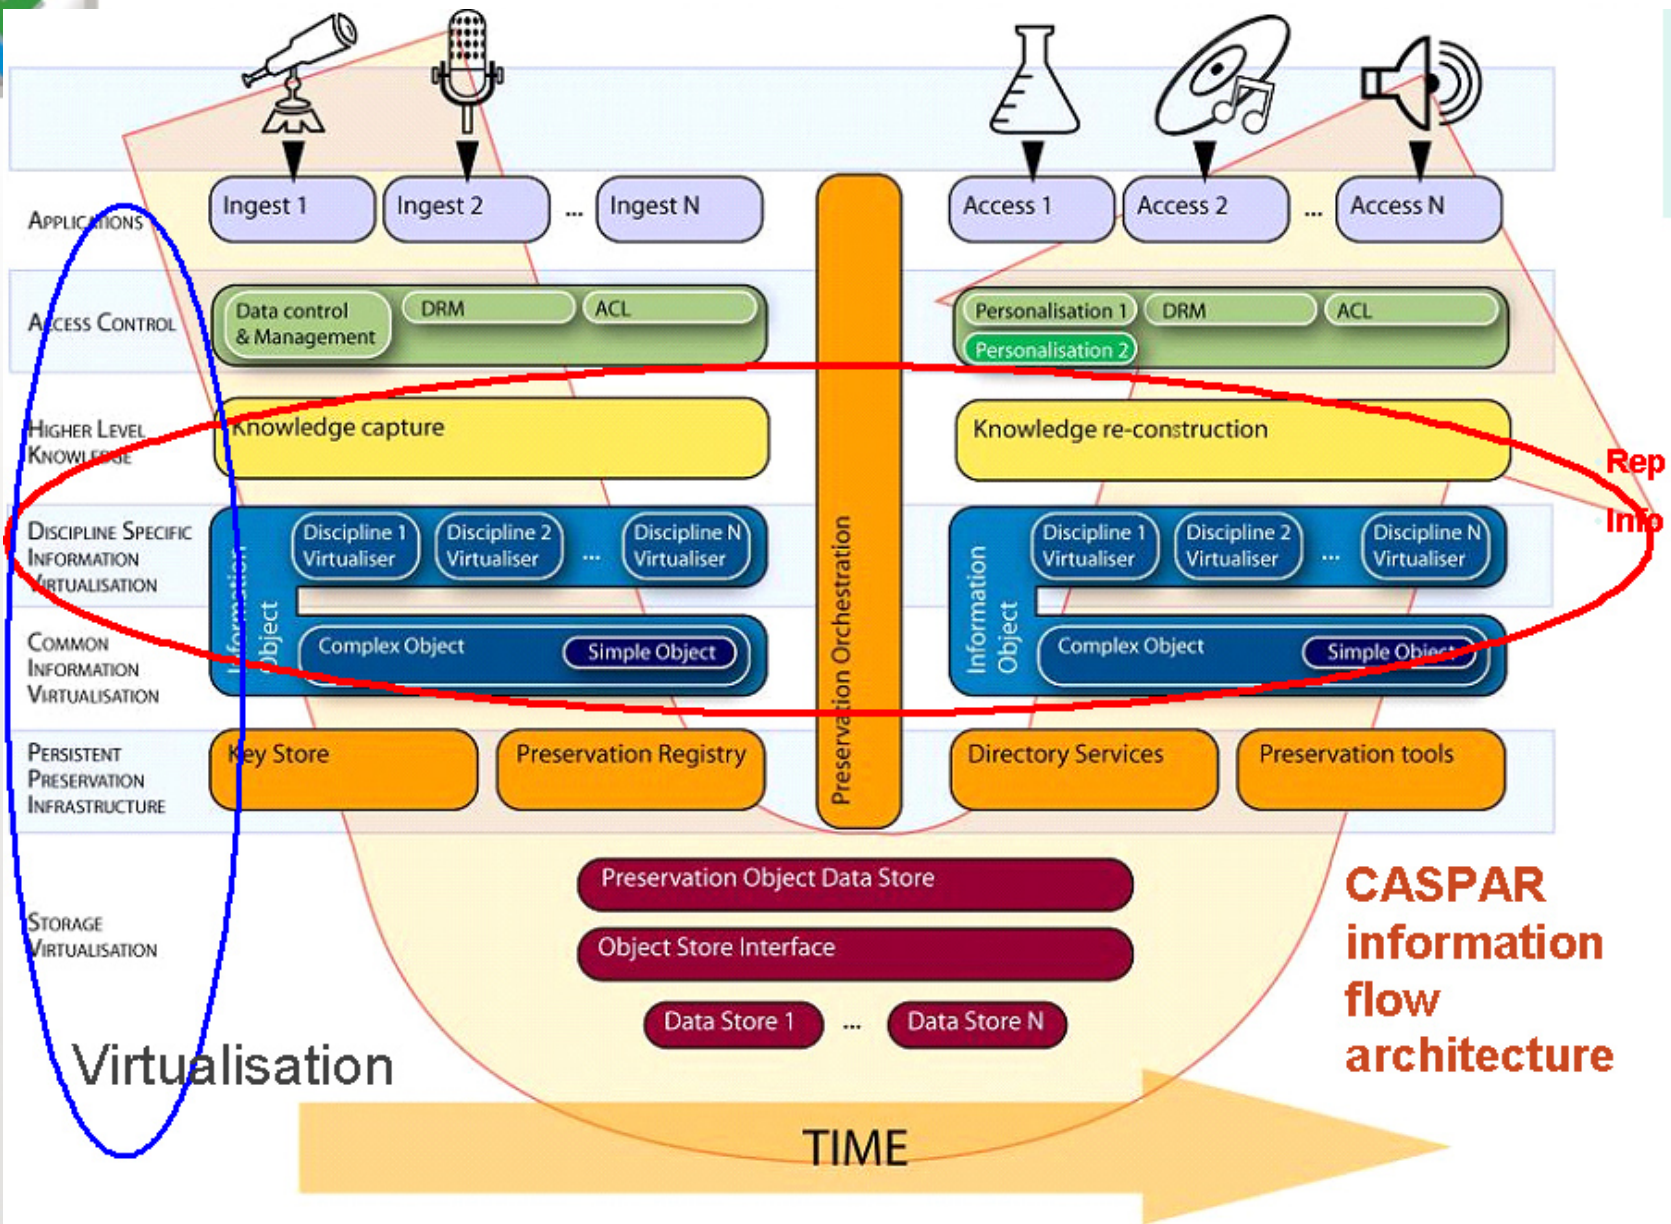 APPLICATIONS
Ingest 1
Ingest 2
...
Ingest N
Access 1
Access 2
...
Access N
ACCESS CONTROL
Data control
& Management
DRM
ACL
Personalisation 1
Personalisation 2
DRM
ACL
HIGHER LEVEL
KNOWLEDGE
Knowledge capture
Knowledge re-construction
Rep
Info
DISCIPLINE SPECIFIC
INFORMATION
VIRTUALISATION
Information
Object
Discipline 1
Virtualiser
Discipline 2
Virtualiser
...
Discipline N
Virtualiser
Information
Object
Discipline 1
Virtualiser
Discipline 2
Virtualiser
...
Discipline N
Virtualiser
COMMON
INFORMATION
VIRTUALISATION
Complex Object
Simple Object
Complex Object
Simple Object
Preservation Orchestration
PERSISTENT
PRESERVATION
INFRASTRUCTURE
Key Store
Preservation Registry
Directory Services
Preservation tools
STORAGE
VIRTUALISATION
Preservation Object Data Store
Object Store Interface
Data Store 1
...
Data Store N
CASPAR
information
flow
architecture
Virtualisation
TIME